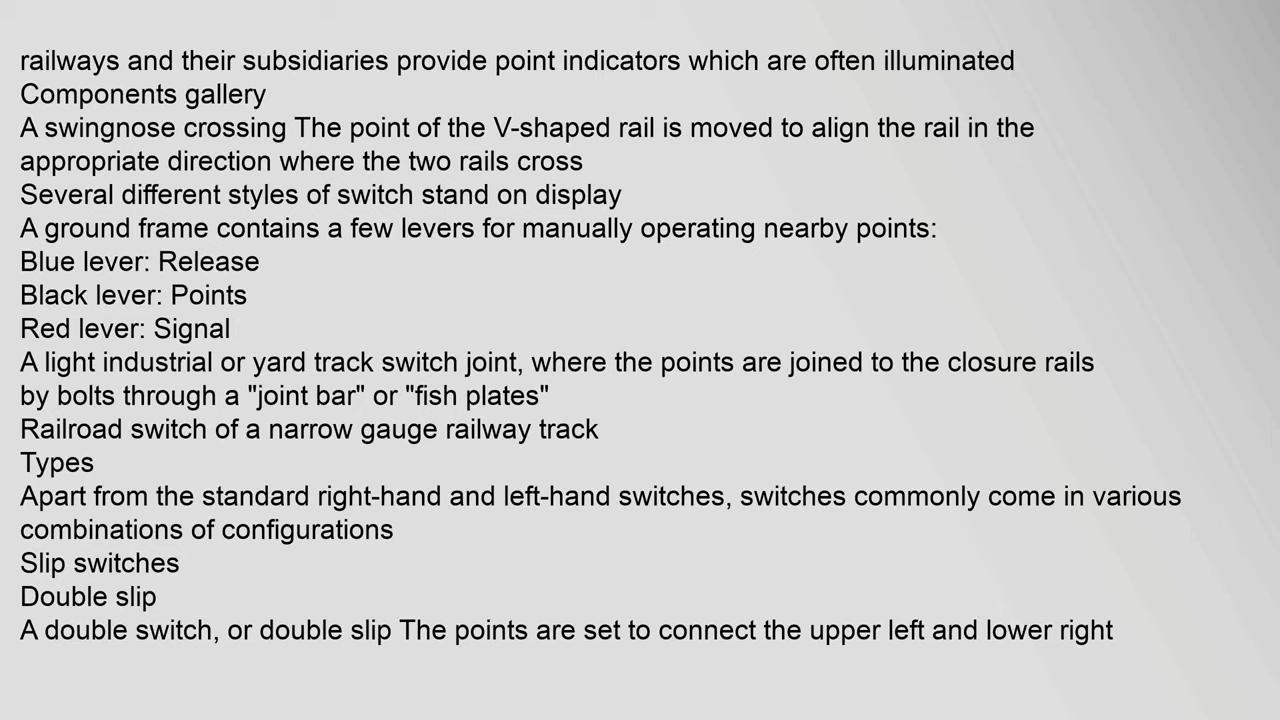 railways and their subsidiaries provide point indicators which are often illuminated
Components gallery
A swingnose crossing The point of the V-shaped rail is moved to align the rail in the
appropriate direction where the two rails cross
Several different styles of switch stand on display
A ground frame contains a few levers for manually operating nearby points:
Blue lever: Release
Black lever: Points
Red lever: Signal
A light industrial or yard track switch joint, where the points are joined to the closure rails
by bolts through a "joint bar" or "fish plates"
Railroad switch of a narrow gauge railway track
Types
Apart from the standard right-hand and left-hand switches, switches commonly come in various
combinations of configurations
Slip switches
Double slip
A double switch, or double slip The points are set to connect the upper left and lower right